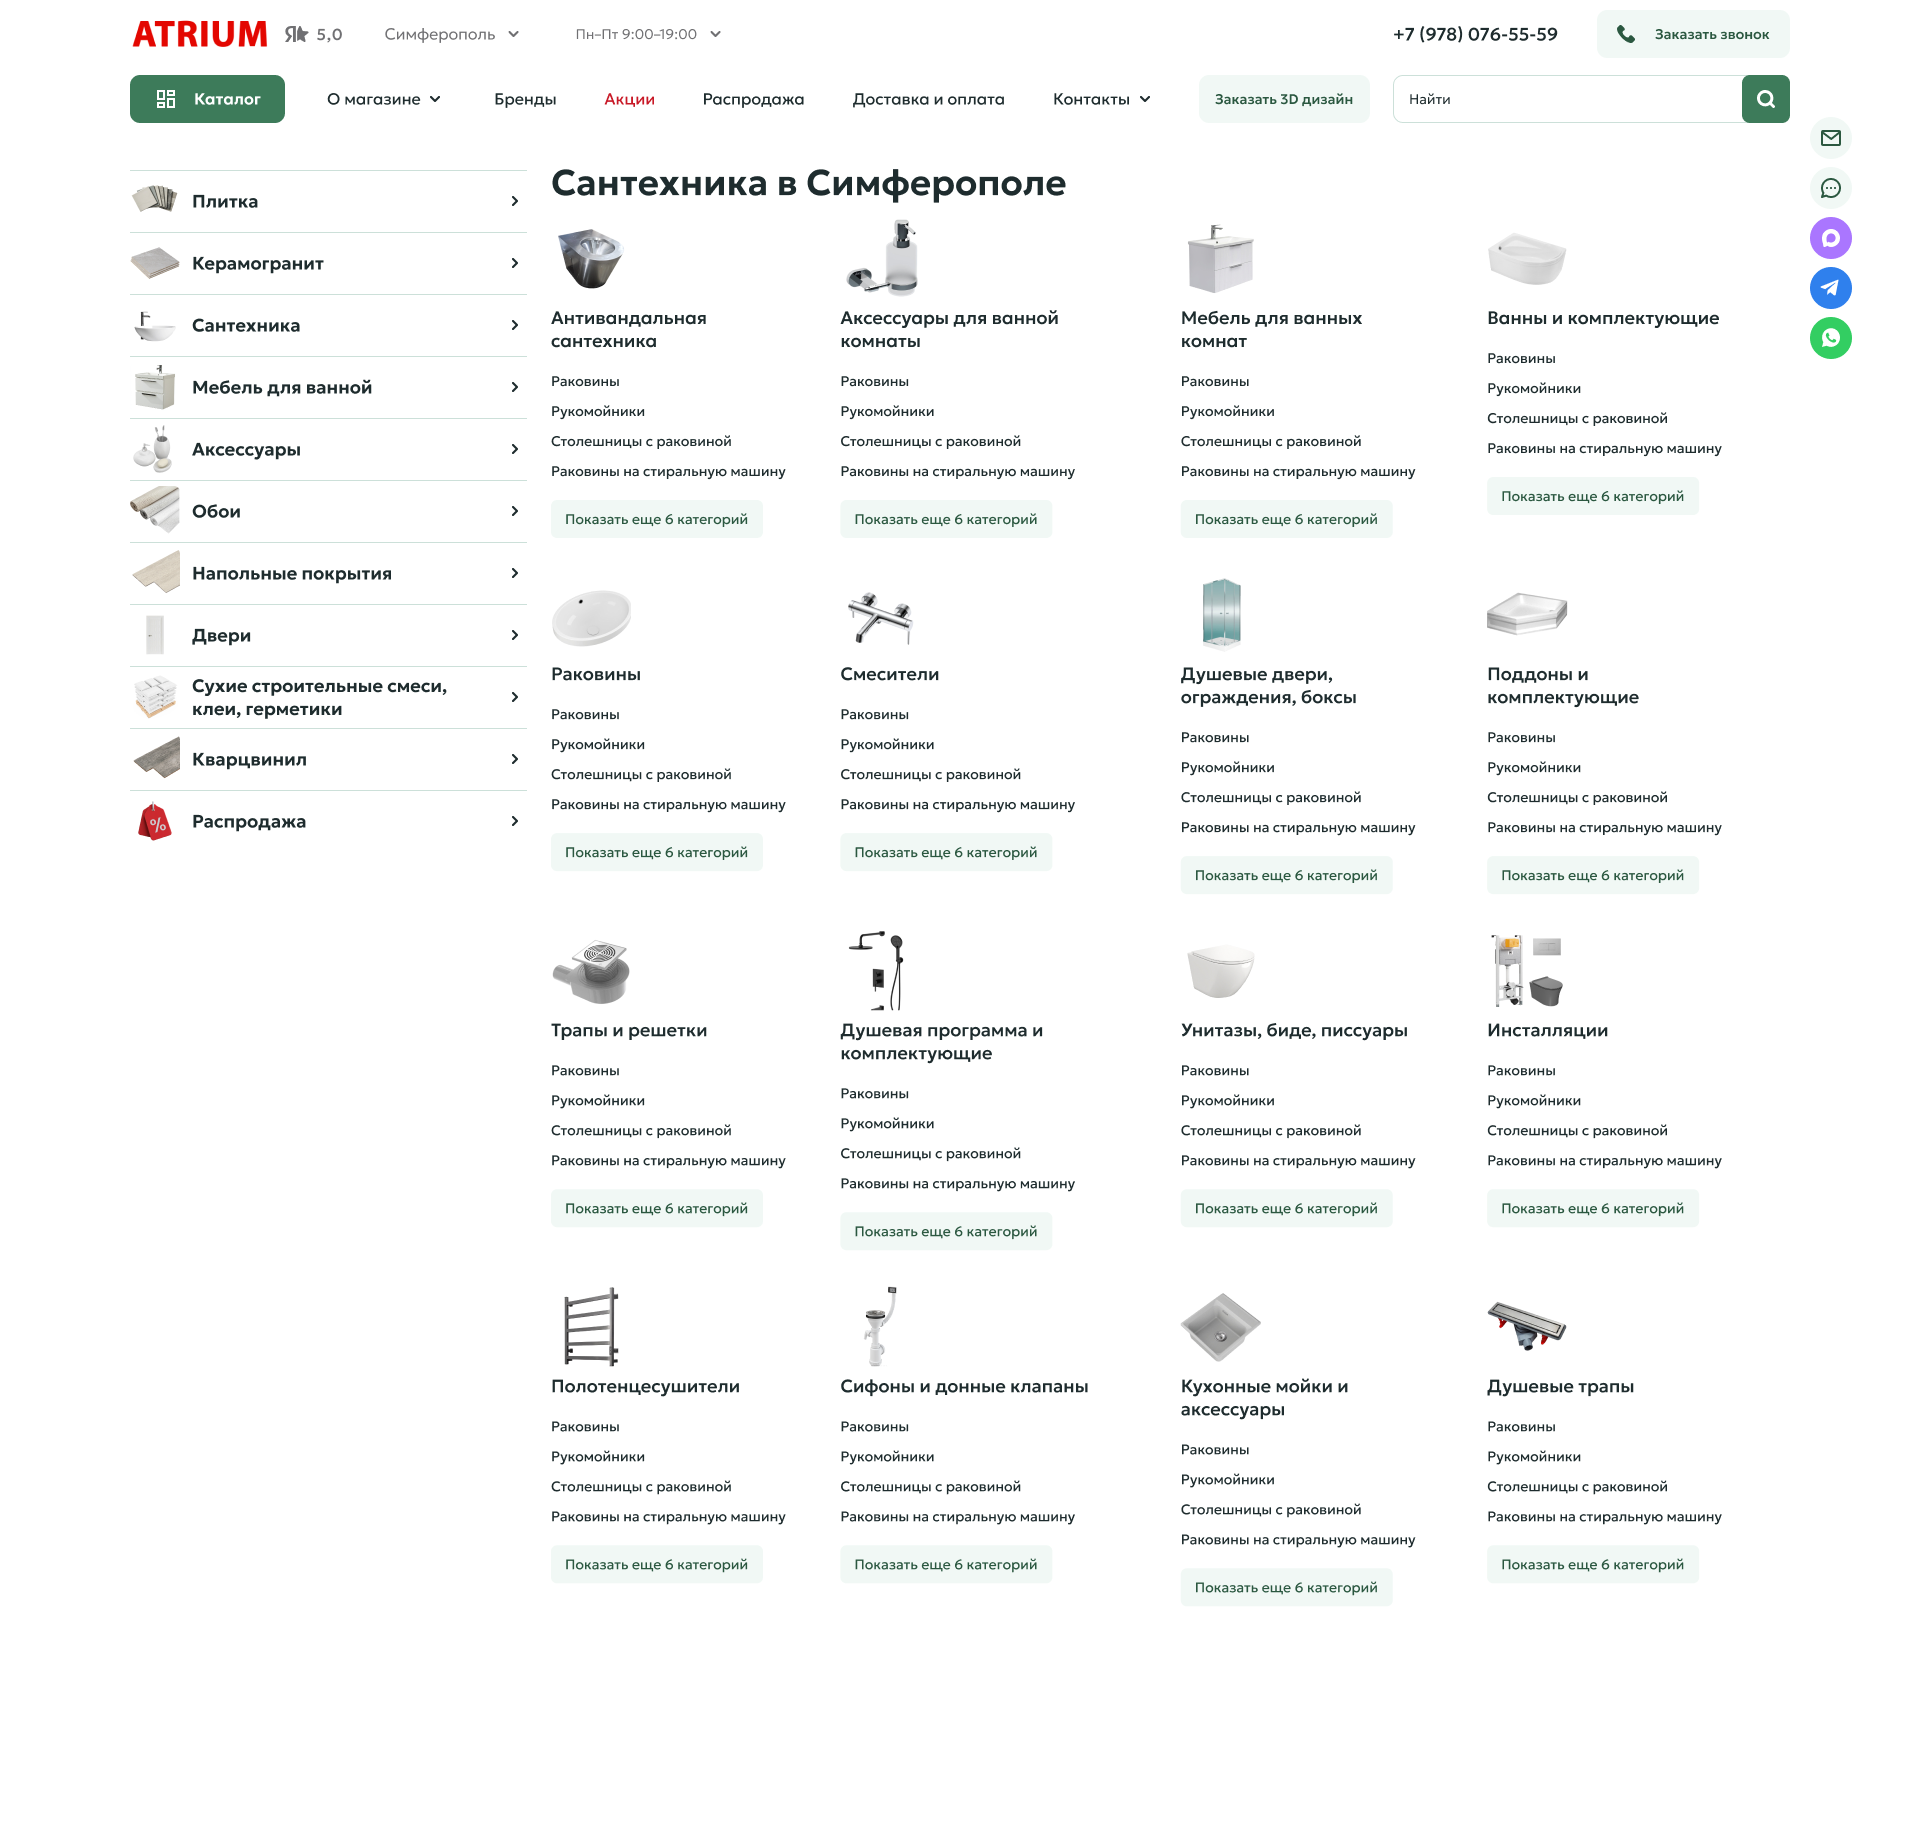 ATRIUM
Я 5,0
Симферополь
Пн–Пт 9:00–19:00
+7 (978) 076-55-59
Заказать звонок
Каталог
О магазине
Бренды
Акции
Распродажа
Доставка и оплата
Контакты
Заказать 3D дизайн
Найти
Плитка
Керамогранит
Сантехника
Мебель для ванной
Аксессуары
Обои
Напольные покрытия
Двери
Сухие строительные смеси,
клеи, герметики
Кварцвинил
%
Распродажа
Сантехника в Симферополе
Антивандальная
сантехника
Раковины
Рукомойники
Столешницы с раковиной
Раковины на стиральную машину
Показать еще 6 категорий
Аксессуары для ванной
комнаты
Раковины
Рукомойники
Столешницы с раковиной
Раковины на стиральную машину
Показать еще 6 категорий
Мебель для ванных
комнат
Раковины
Рукомойники
Столешницы с раковиной
Раковины на стиральную машину
Показать еще 6 категорий
Ванны и комплектующие
Раковины
Рукомойники
Столешницы с раковиной
Раковины на стиральную машину
Показать еще 6 категорий
Раковины
Раковины
Рукомойники
Столешницы с раковиной
Раковины на стиральную машину
Показать еще 6 категорий
Смесители
Раковины
Рукомойники
Столешницы с раковиной
Раковины на стиральную машину
Показать еще 6 категорий
Душевые двери,
ограждения, боксы
Раковины
Рукомойники
Столешницы с раковиной
Раковины на стиральную машину
Показать еще 6 категорий
Поддоны и
комплектующие
Раковины
Рукомойники
Столешницы с раковиной
Раковины на стиральную машину
Показать еще 6 категорий
Трапы и решетки
Раковины
Рукомойники
Столешницы с раковиной
Раковины на стиральную машину
Показать еще 6 категорий
Душевая программа и
комплектующие
Раковины
Рукомойники
Столешницы с раковиной
Раковины на стиральную машину
Показать еще 6 категорий
Унитазы, биде, писсуары
Раковины
Рукомойники
Столешницы с раковиной
Раковины на стиральную машину
Показать еще 6 категорий
Инсталляции
Раковины
Рукомойники
Столешницы с раковиной
Раковины на стиральную машину
Показать еще 6 категорий
Полотенцесушители
Раковины
Рукомойники
Столешницы с раковиной
Раковины на стиральную машину
Показать еще 6 категорий
Сифоны и донные клапаны
Раковины
Рукомойники
Столешницы с раковиной
Раковины на стиральную машину
Показать еще 6 категорий
Кухонные мойки и
аксессуары
Раковины
Рукомойники
Столешницы с раковиной
Раковины на стиральную машину
Показать еще 6 категорий
Душевые трапы
Раковины
Рукомойники
Столешницы с раковиной
Раковины на стиральную машину
Показать еще 6 категорий